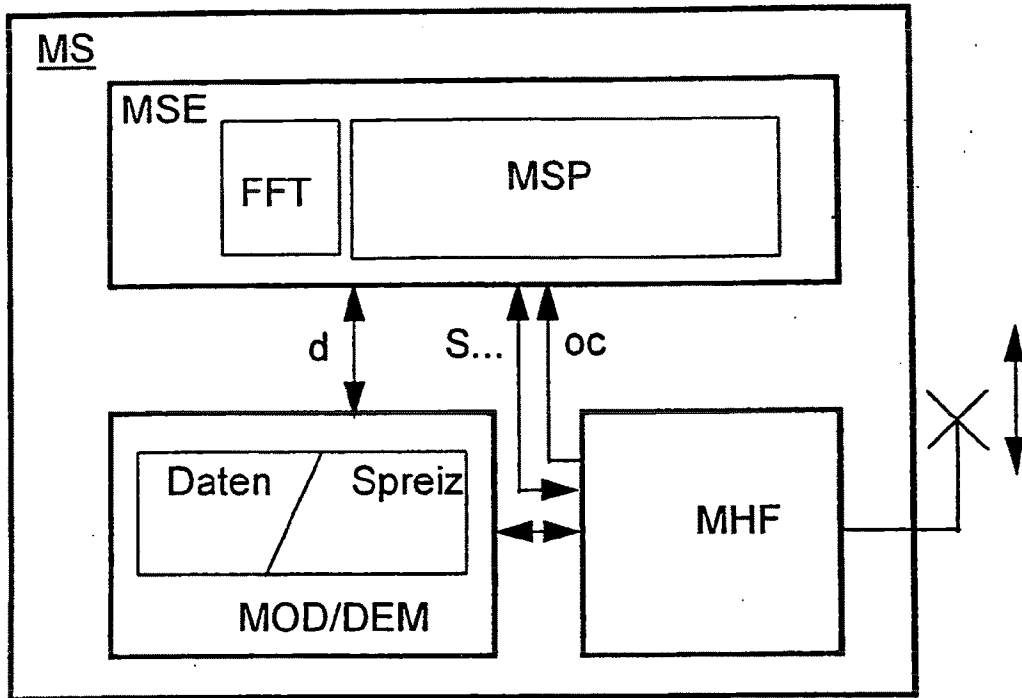 MS
MSE
FFT
MSP
d
S...
oc
Daten
Spreiz
MHF
MOD/DEM